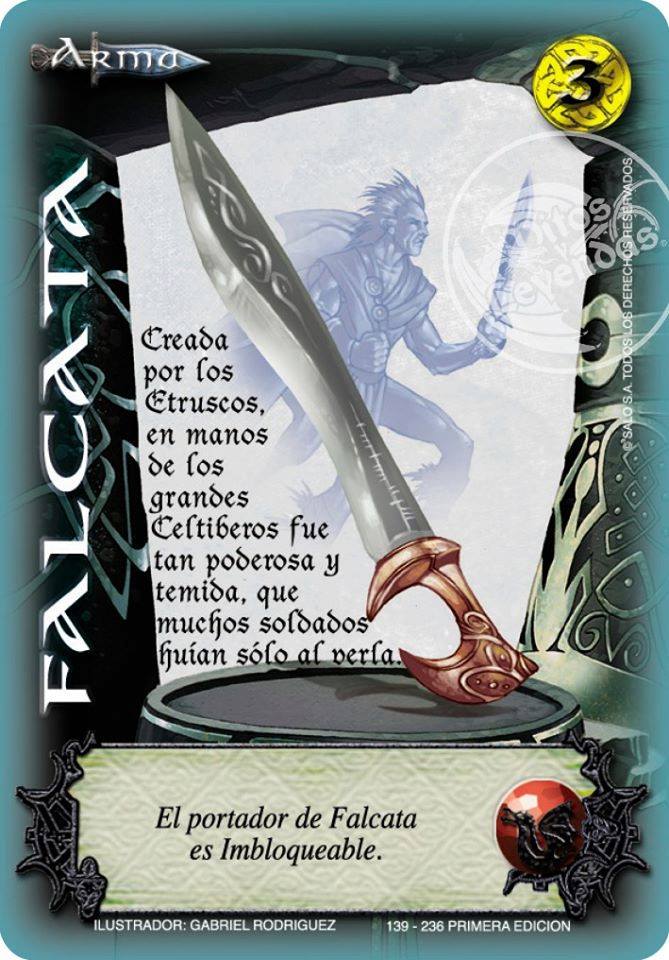 Arma
3
FALCATA
Mitos
Leyendas
© SALO S.A. TODOS LOS DERECHOS RESERVADOS
Creada
por los
Etruscos,
en manos
de los
grandes
Celtiberos fue
tan poderosa y
temida, que
muchos soldados
huían sólo al verla.
El portador de Falcata
es Imbloqueable.
ILUSTRADOR: GABRIEL RODRIGUEZ
139 - 236 PRIMERA EDICION